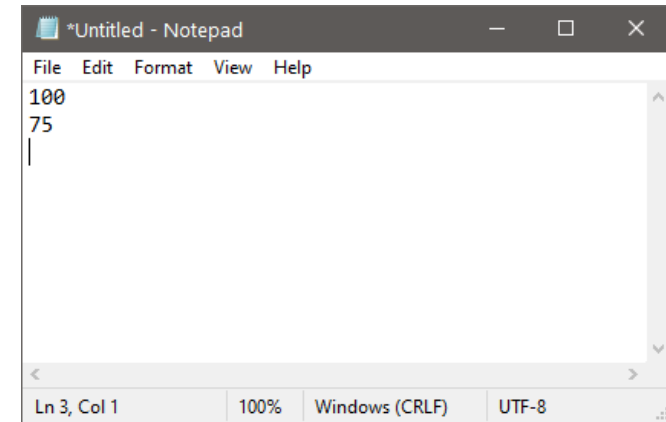 *Untitled - Notepad
File Edit Format View Help
100
75
Ln 3, Col 1 100% Windows (CRLF) UTF-8